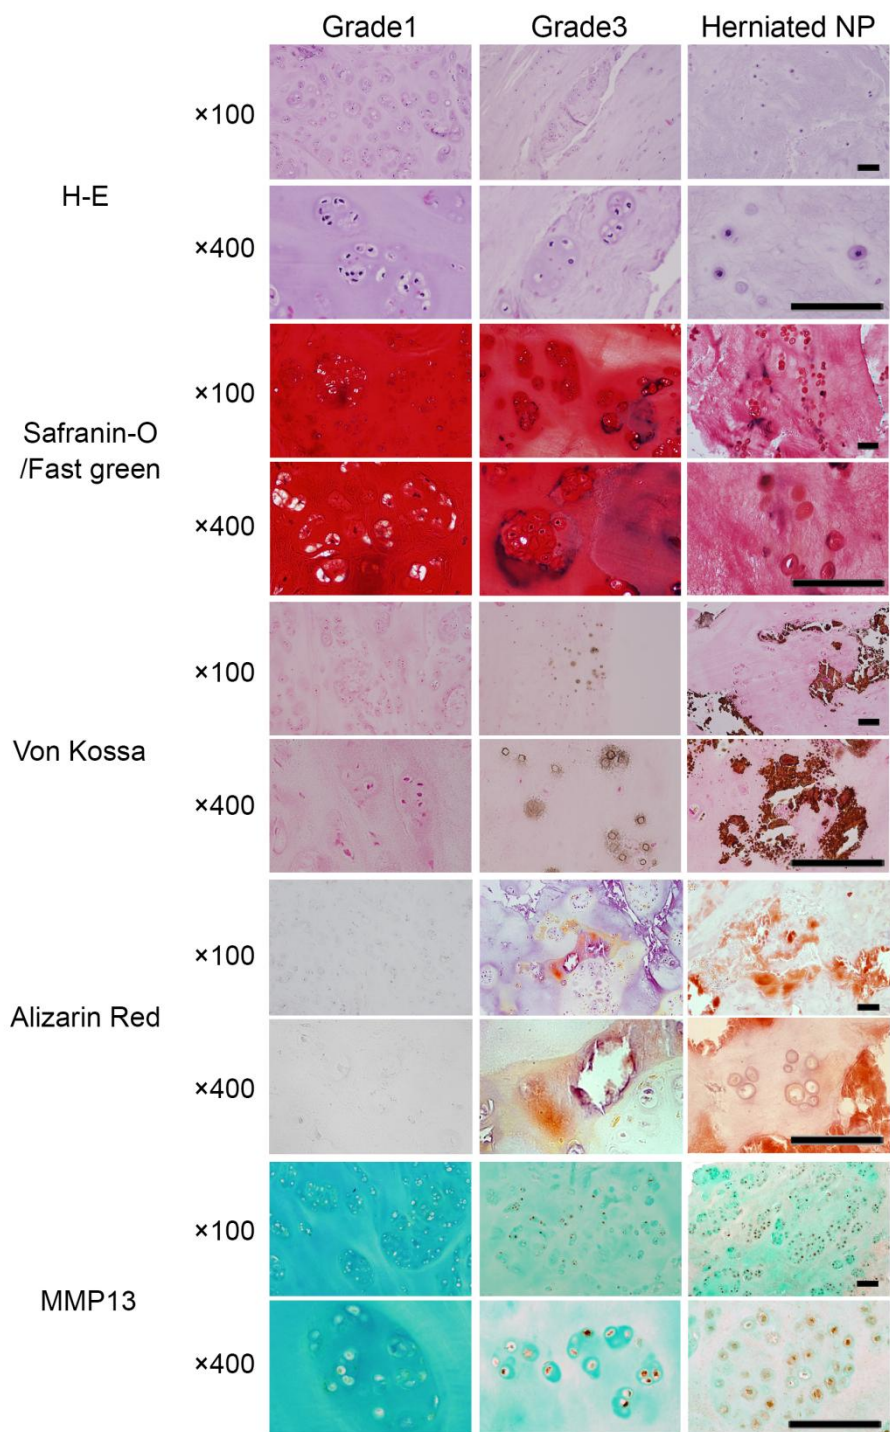 Grade1 Grade3 Herniated NP
×100
H-E
×400
×100
Safranin-O
/Fast green
×400
×100
Von Kossa
×400
×100
Alizarin Red
×400
×100
MMP13
×400